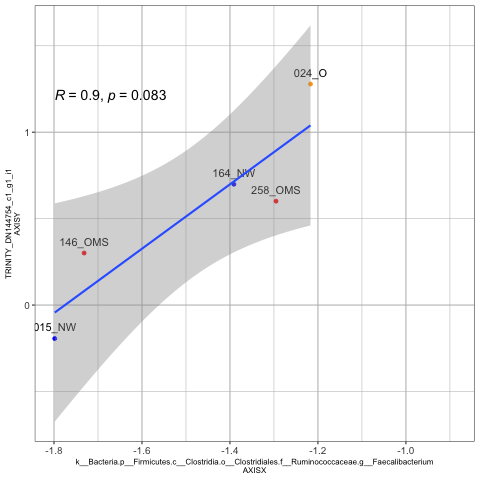 R = 0.9, p = 0.083
024_O
164_NW
258_OMS
146_OMS
015_NW
1
0
-1.8
-1.6
-1.4
-1.2
-1.0
TRINITY_DN144754_c1_g1_i1
AXISY
k__Bacteria.p__Firmicutes.c__Clostridia.o__Clostridiales.f__Ruminococcaceae.g__Faecalibacterium
AXISX